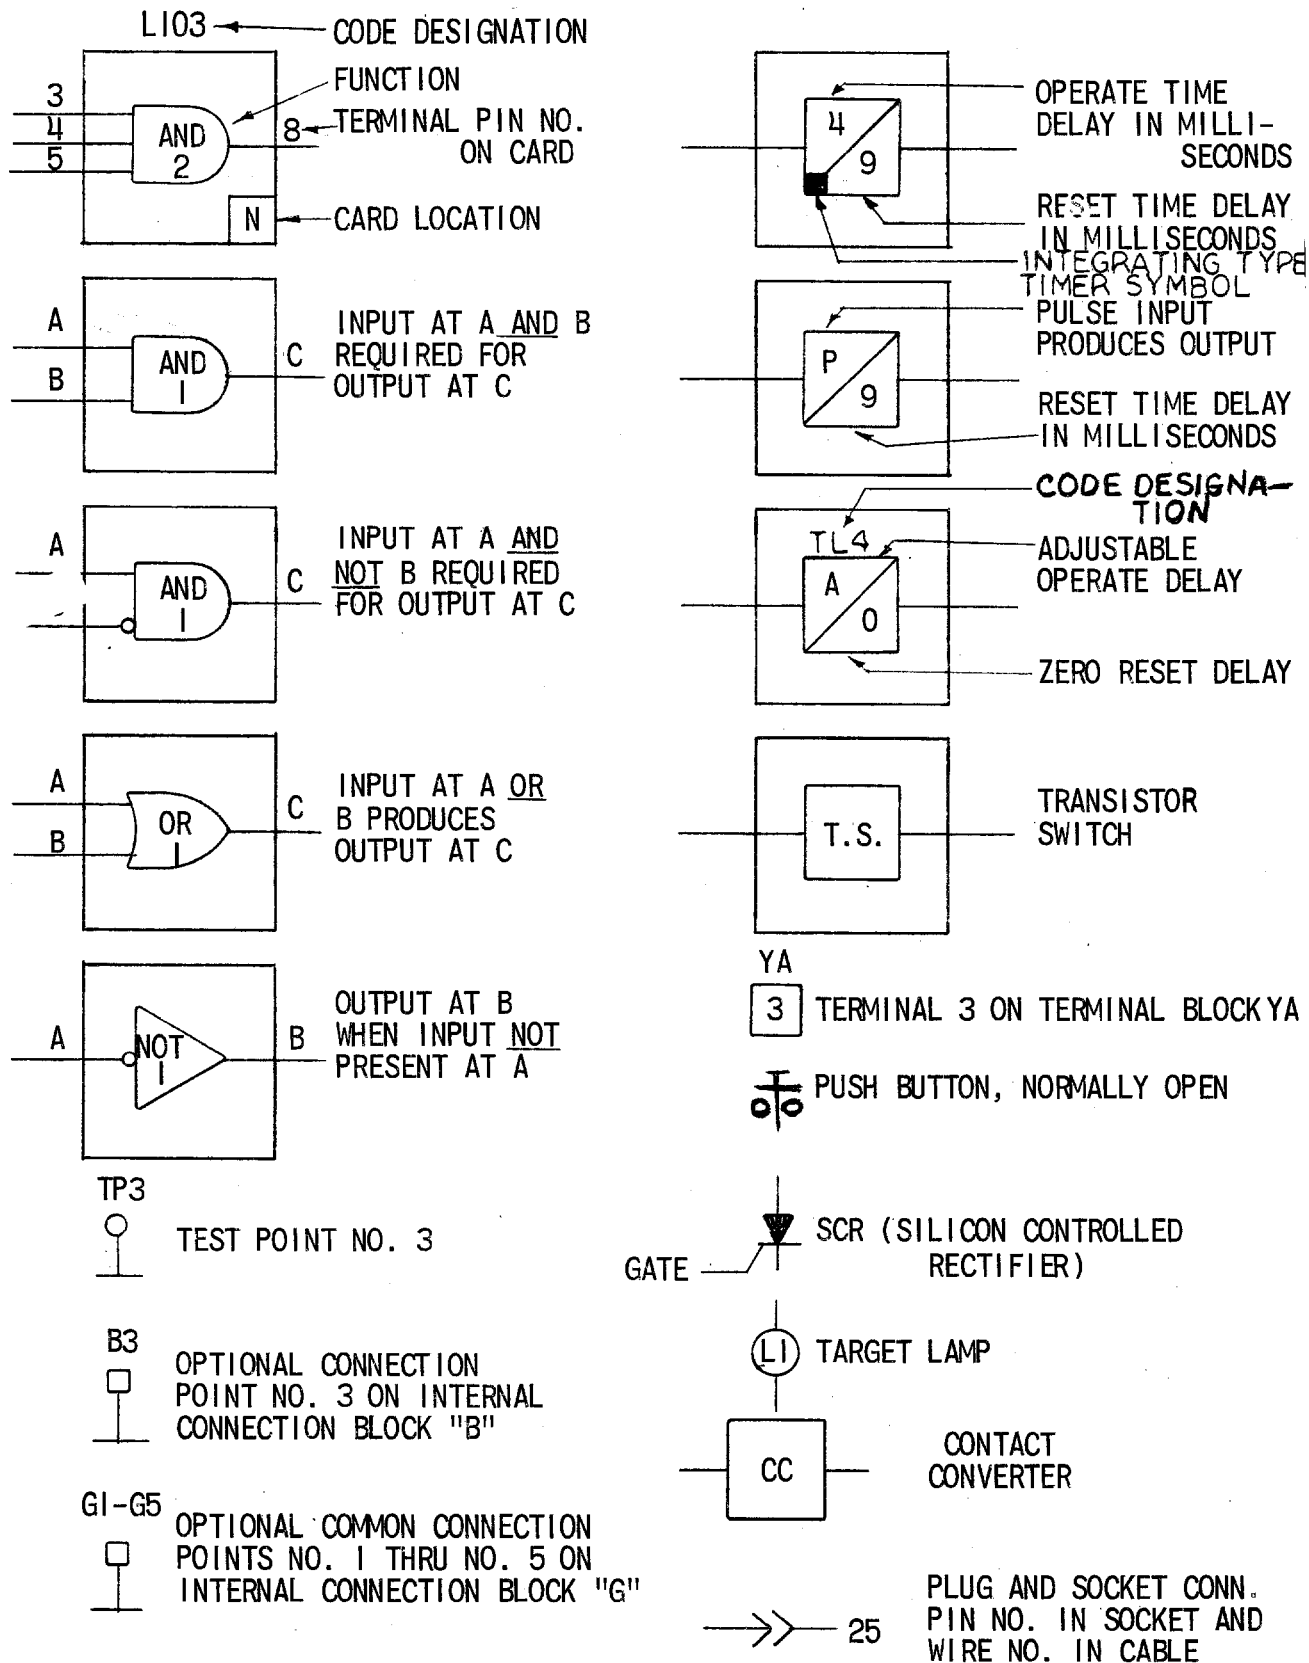 L103
CODE DESIGNATION
FUNCTION
3
4
5
AND
2
8
TERMINAL PIN NO.
ON CARD
N
CARD LOCATION
A
B
AND
1
C
INPUT AT A AND B
REQUIRED FOR
OUTPUT AT C
A
AND
1
C
INPUT AT A AND
NOT B REQUIRED
FOR OUTPUT AT C
A
B
OR
1
C
INPUT AT A OR
B PRODUCES
OUTPUT AT C
A
NOT
1
B
OUTPUT AT B
WHEN INPUT NOT
PRESENT AT A
TP3
TEST POINT NO. 3
B3
OPTIONAL CONNECTION
POINT NO. 3 ON INTERNAL
CONNECTION BLOCK "B"
G1-G5
OPTIONAL COMMON CONNECTION
POINTS NO. 1 THRU NO. 5 ON
INTERNAL CONNECTION BLOCK "G"
4
9
OPERATE TIME
DELAY IN MILLI-
SECONDS
RESET TIME DELAY
IN MILLISECONDS
INTEGRATING TYPE
TIMER SYMBOL
P
9
PULSE INPUT
PRODUCES OUTPUT
RESET TIME DELAY
IN MILLISECONDS
CODE DESIGNA-
TION
TL4
A
0
ADJUSTABLE
OPERATE DELAY
ZERO RESET DELAY
T.S.
TRANSISTOR
SWITCH
YA
3
TERMINAL 3 ON TERMINAL BLOCK YA
PUSH BUTTON, NORMALLY OPEN
SCR (SILICON CONTROLLED
RECTIFIER)
GATE
L1
TARGET LAMP
CC
CONTACT
CONVERTER
25
PLUG AND SOCKET CONN.
PIN NO. IN SOCKET AND
WIRE NO. IN CABLE